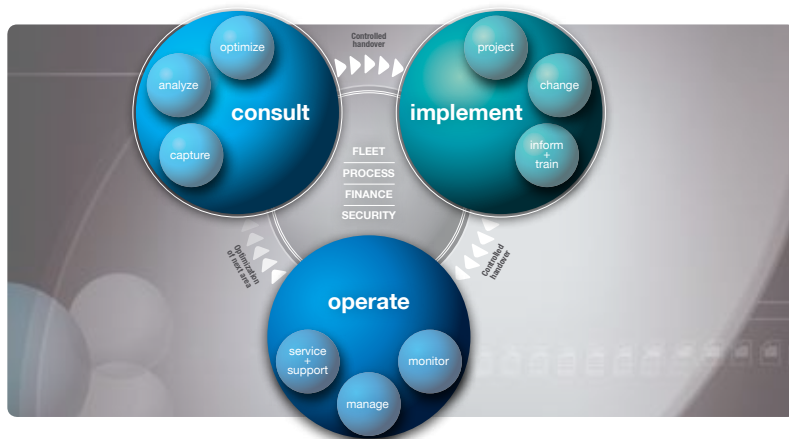 optimize
analyze
consult
capture
Controlled
handover
project
change
implement
inform
+
train
FLEET
PROCESS
FINANCE
SECURITY
Optimization
of next area
Controlled
handover
operate
service
+
support
monitor
manage